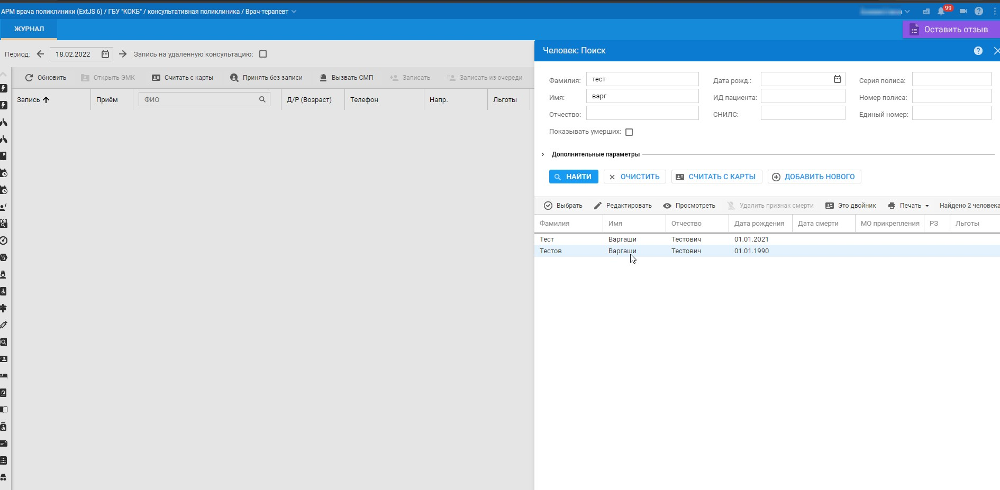 АРМ врача поликлиники (ExtJS 6) / ГБУ "КОКБ" / консультативная поликлиника / Врач-терапевт
99
ЖУРНАЛ
Оставить отзыв
Период: 18.02.2022 Запись на удаленную консультацию:
Обновить Открыть ЭМК Считать с карты Принять без записи Вызвать СМП Записать Записать из очереди
Запись Приём ФИО Д/Р (Возраст) Телефон Напр. Льготы
Человек: Поиск
Фамилия: тест Дата рожд.: Серия полиса:
Имя: варг ИД пациента: Номер полиса:
Отчество: СНИЛС: Единый номер:
Показывать умерших:
Дополнительные параметры
НАЙТИ ОЧИСТИТЬ СЧИТАТЬ С КАРТЫ ДОБАВИТЬ НОВОГО
Выбрать Редактировать Просмотреть Удалить признак смерти Это двойник Печать Найдено 2 человека
Фамилия Имя Отчество Дата рождения Дата смерти МО прикрепления РЗ Льготы
Тест Варгаши Тестович 01.01.2021
Тестов Варгаши Тестович 01.01.1990